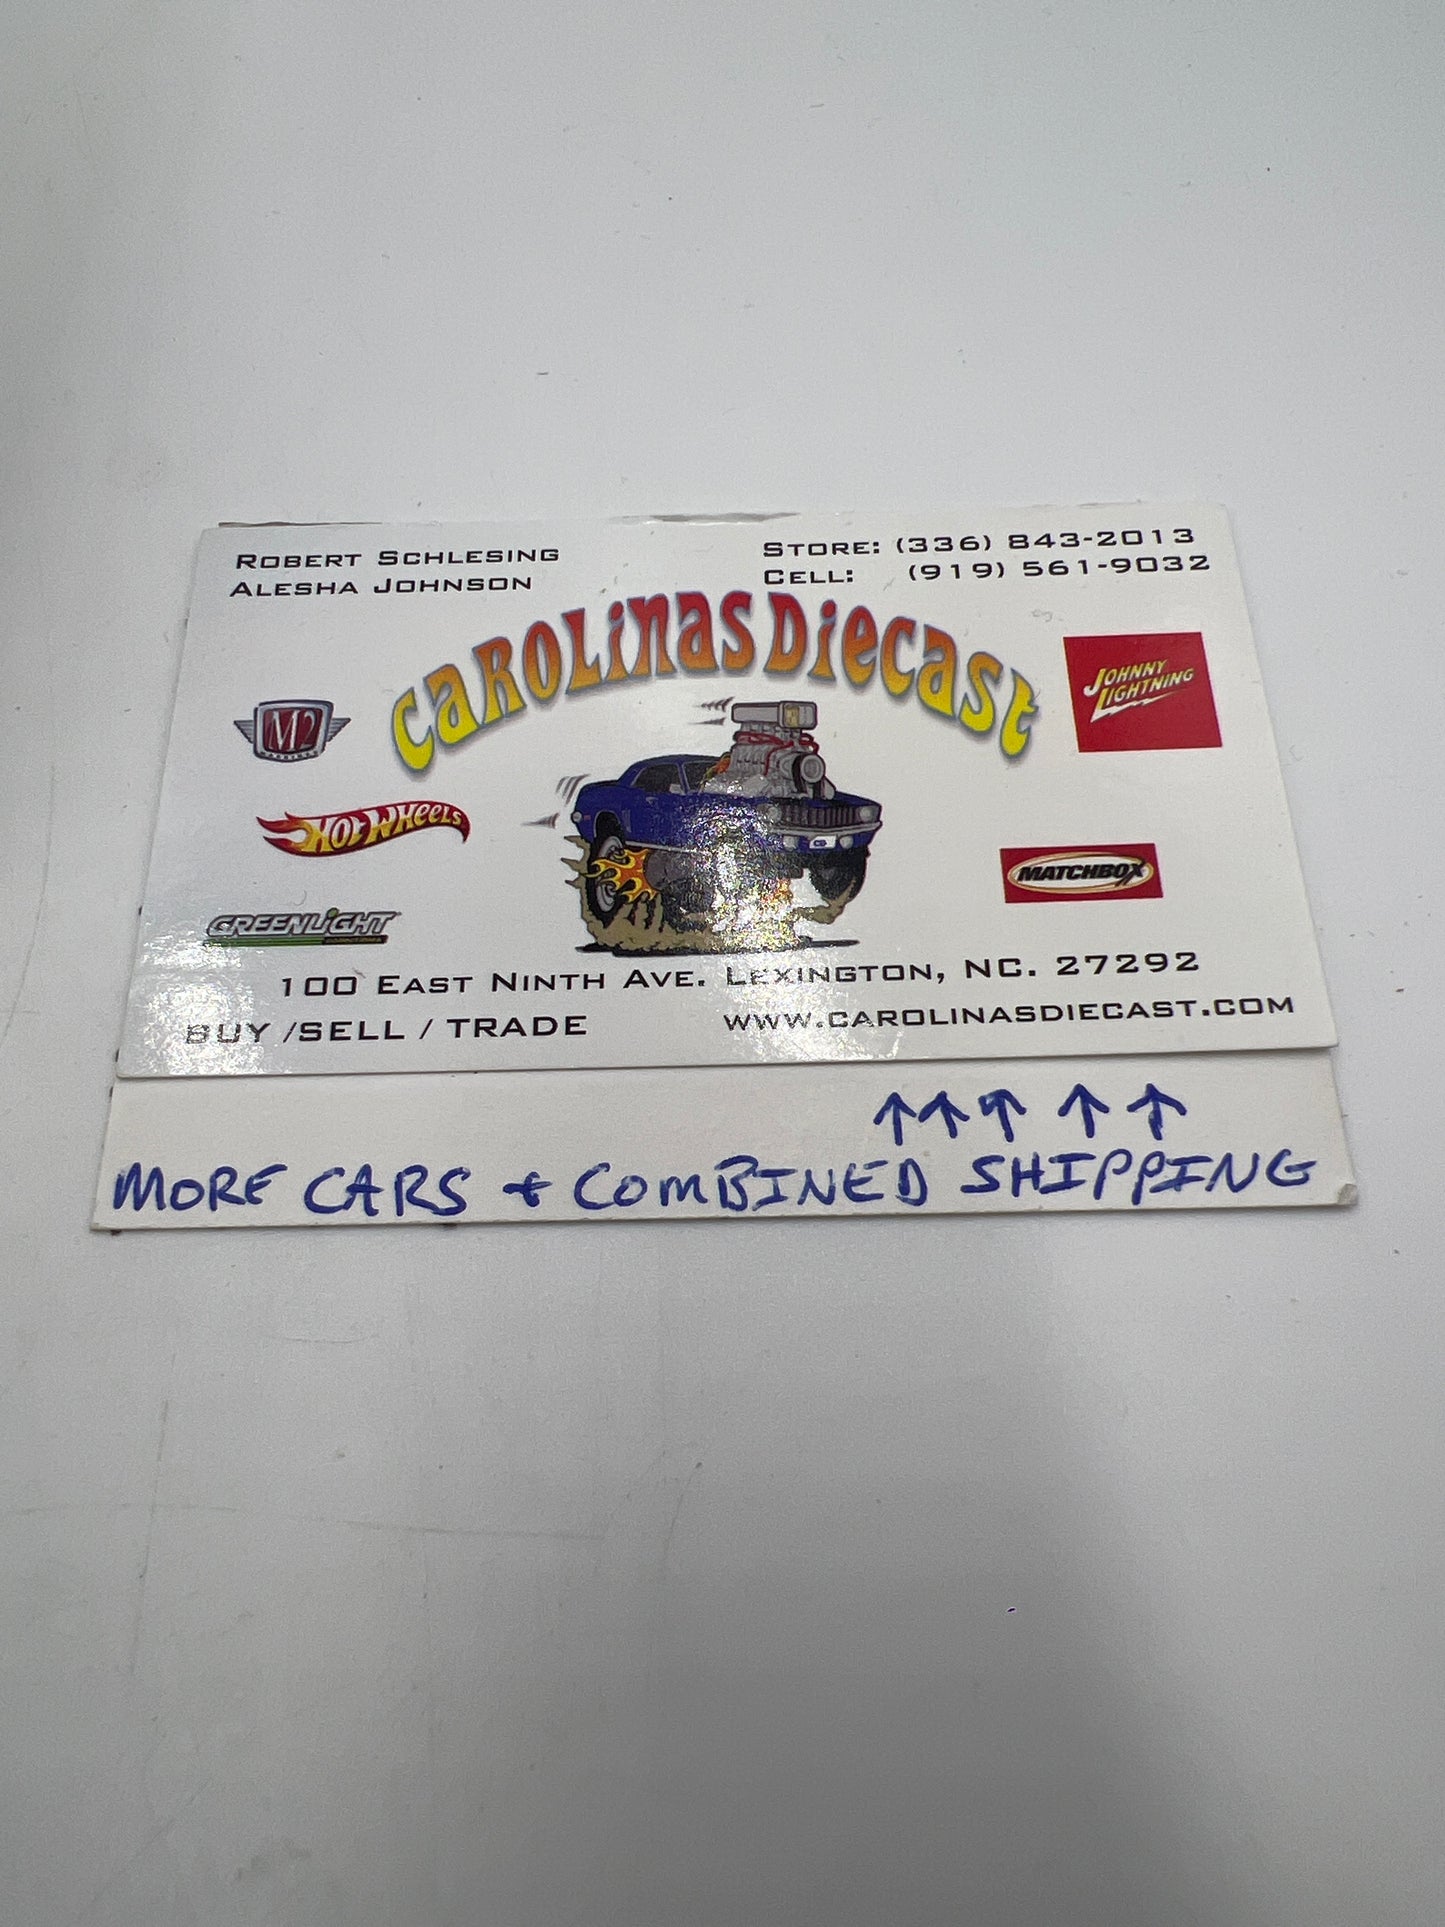 ROBERT SCHLESING
ALESHA JOHNSON
STORE: (336) 843-2013
CELL: (919) 561-9032
CAROLINAS DIECAST
M2
JOHNNY LIGHTNING
HOT WHEELS
MATCHBOX
GREENLIGHT
100 EAST NINTH AVE. LEXINGTON, NC. 27292
BUY /SELL / TRADE
WWW.CAROLINASDIECAST.COM
↑ ↑ ↑ ↑ ↑
MORE CARS + COMBINED SHIPPING